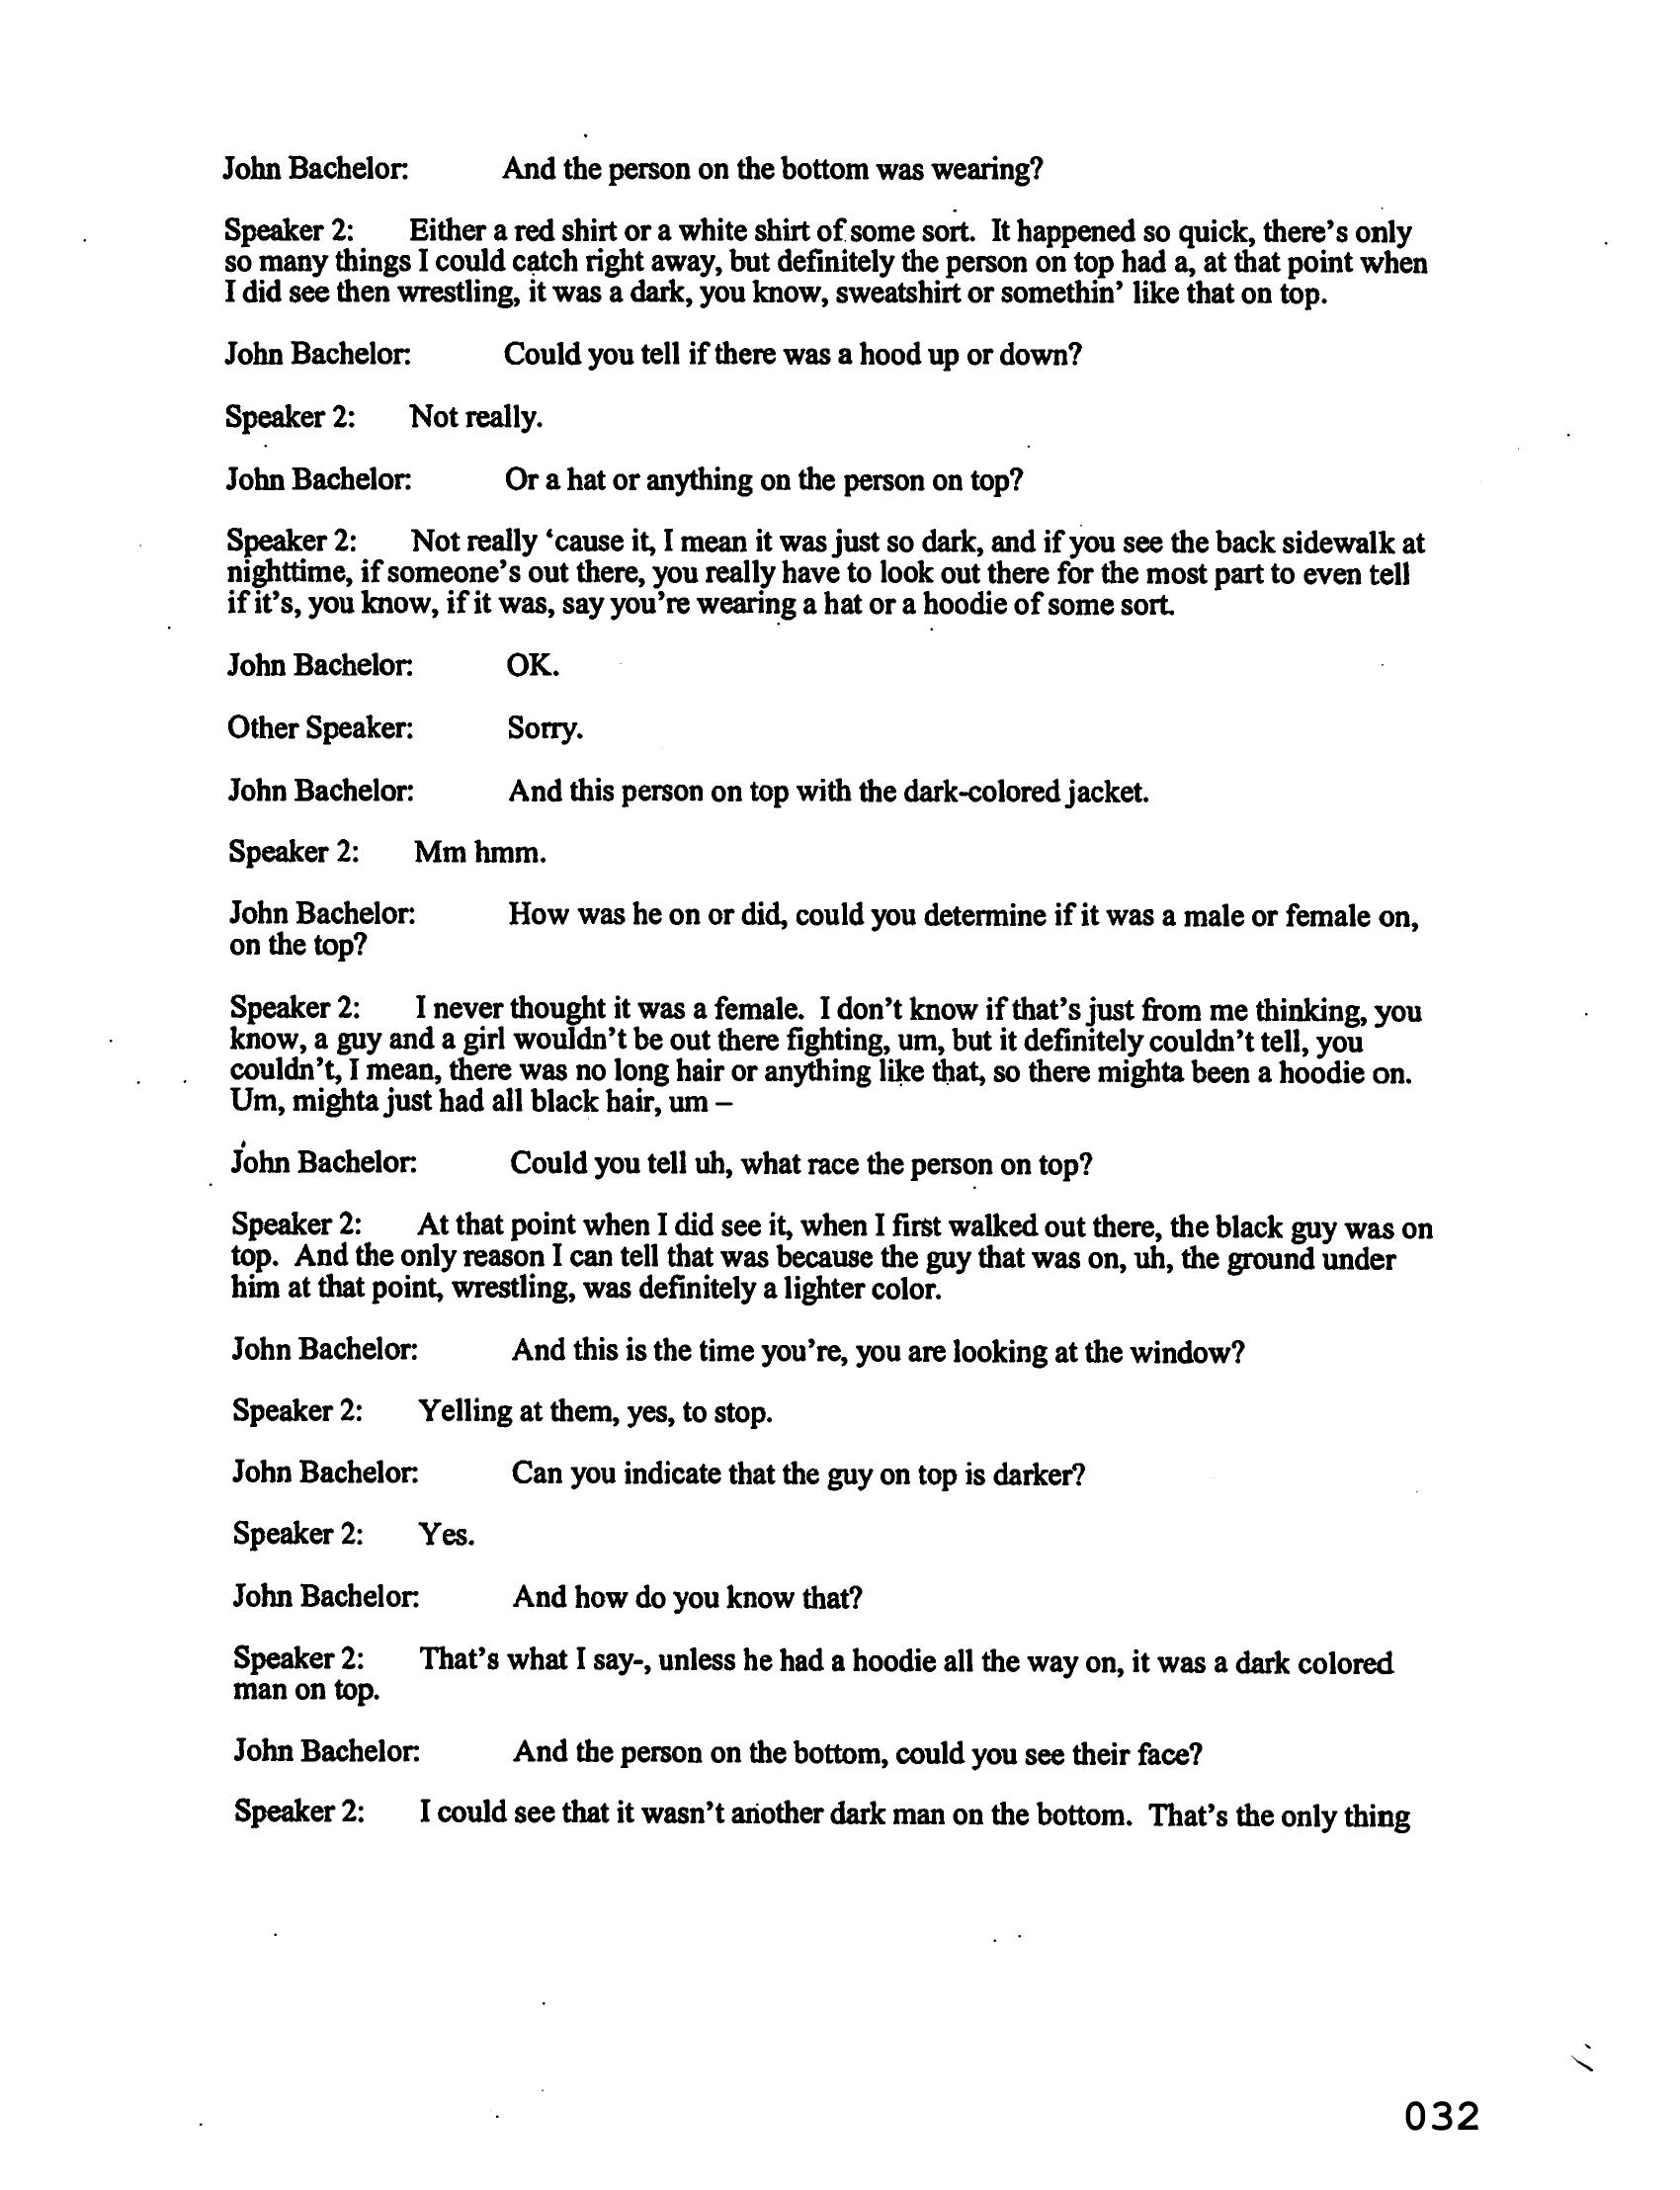 John Bachelor: And the person on the bottom was wearing?
Speaker 2: Either a red shirt or a white shirt of some sort. It happened so quick, there's only
so many things I could catch right away, but definitely the person on top had a, at that point when
I did see then wrestling, it was a dark, you know, sweatshirt or somethin' like that on top.
John Bachelor: Could you tell if there was a hood up or down?
Speaker 2: Not really.
John Bachelor: Or a hat or anything on the person on top?
Speaker 2: Not really 'cause it, I mean it was just so dark, and if you see the back sidewalk at
nighttime, if someone's out there, you really have to look out there for the most part to even tell
if it's, you know, if it was, say you're wearing a hat or a hoodie of some sort.
John Bachelor: OK.
Other Speaker: Sorry.
John Bachelor: And this person on top with the dark-colored jacket.
Speaker 2: Mm hmm.
John Bachelor: How was he on or did, could you determine if it was a male or female on,
on the top?
Speaker 2: I never thought it was a female. I don't know if that's just from me thinking, you
know, a guy and a girl wouldn't be out there fighting, um, but it definitely couldn't tell, you
couldn't, I mean, there was no long hair or anything like that, so there mighta been a hoodie on.
Um, mighta just had all black hair, um –
John Bachelor: Could you tell uh, what race the person on top?
Speaker 2: At that point when I did see it, when I first walked out there, the black guy was on
top. And the only reason I can tell that was because the guy that was on, uh, the ground under
him at that point, wrestling, was definitely a lighter color.
John Bachelor: And this is the time you're, you are looking at the window?
Speaker 2: Yelling at them, yes, to stop.
John Bachelor: Can you indicate that the guy on top is darker?
Speaker 2: Yes.
John Bachelor: And how do you know that?
Speaker 2: That's what I say-, unless he had a hoodie all the way on, it was a dark colored
man on top.
John Bachelor: And the person on the bottom, could you see their face?
Speaker 2: I could see that it wasn't another dark man on the bottom. That's the only thing
032